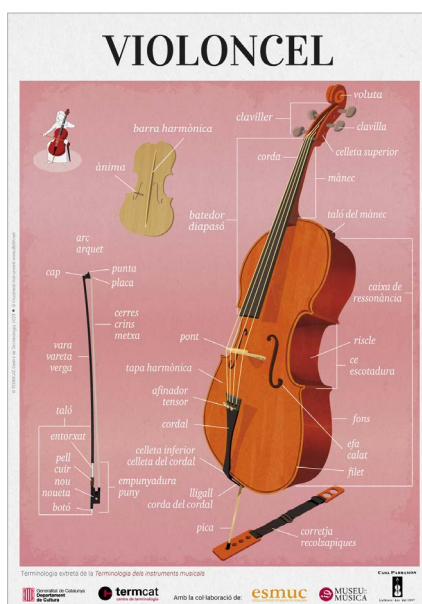 VIOLONCEL
voluta
claviller
clavilla
barra harmònica
celleta superior
corda
ànima
mànec
batedor
diapasó
taló del mànec
arc
arquet
cap
punta
placa
caixa de
ressonància
cerres
crins
metxa
pont
riscle
vara
vareta
verga
ce
escotadura
tapa harmònica
afinador
tensor
taló
cordal
fons
entorxat
efa
calat
celleta inferior
celleta del cordal
pell
cuir
nou
noueta
empunyadura
puny
filet
lligall
corda del cordal
botó
pica
corretja
recolzapiques
Terminologia extreta de la Terminologia dels instruments musicals
Generalitat de Catalunya
Departament
de Cultura
termcat
centre de terminologia
Amb la col·laboració de:
esmuc
MUSEU DE LA
MÚSICA
Casa Parramon